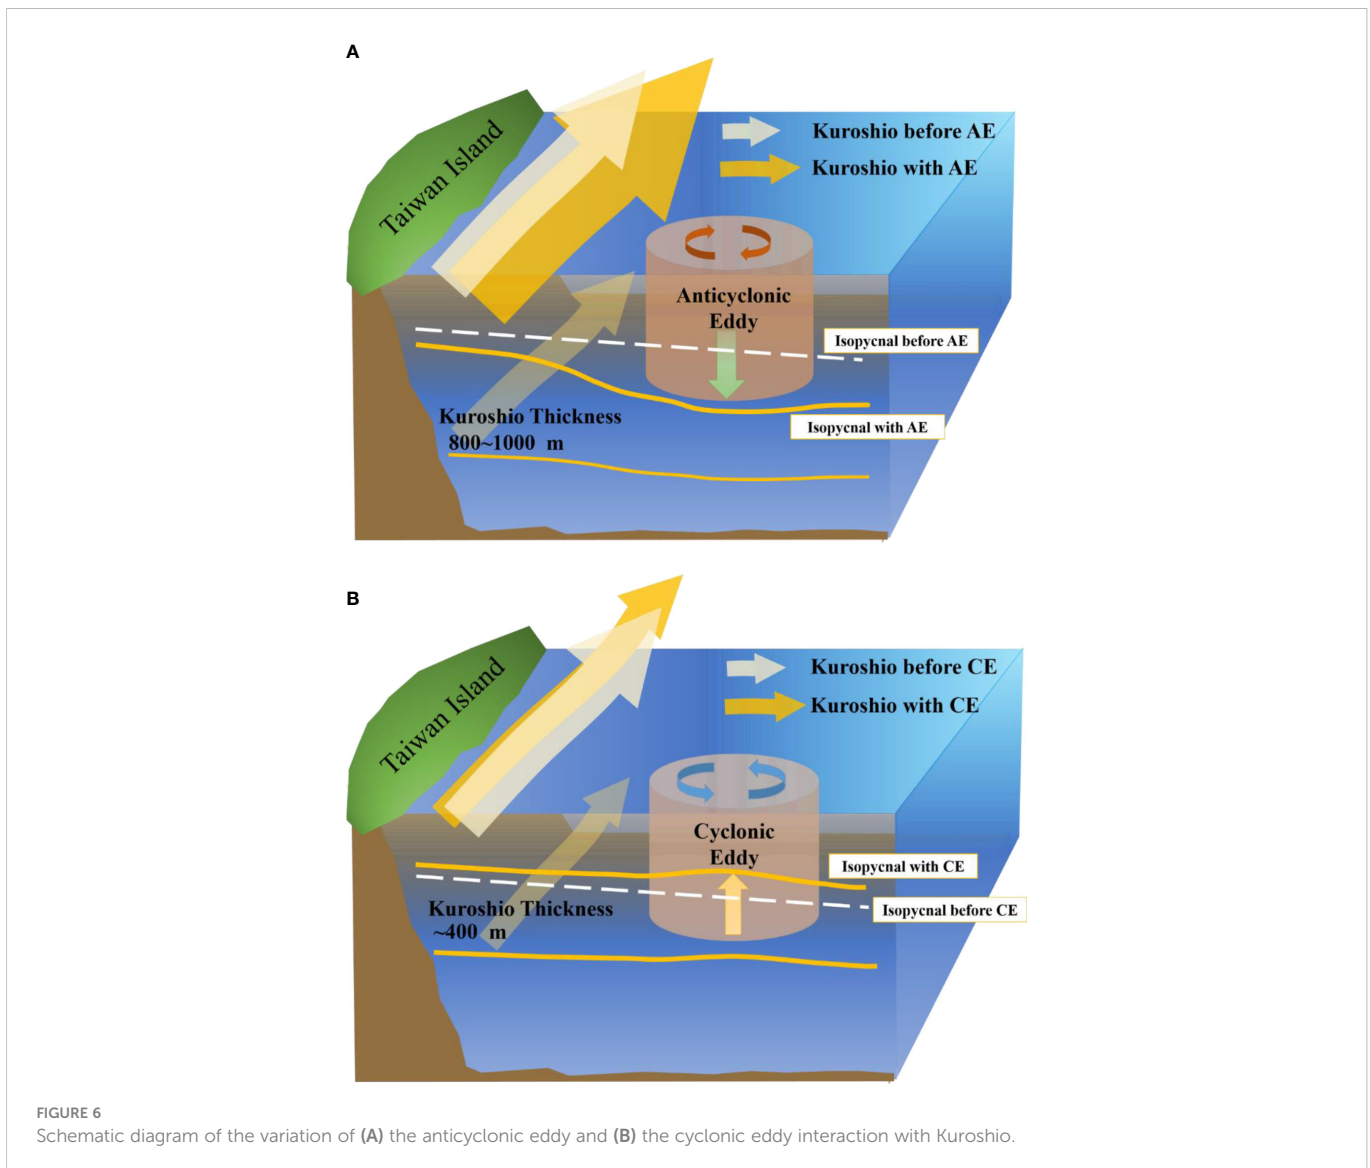 A
Taiwan Island
Kuroshio before AE
Kuroshio with AE
Anticyclonic
Eddy
Isopycnal before AE
Kuroshio Thickness
800~1000 m
Isopycnal with AE
B
Taiwan Island
Kuroshio before CE
Kuroshio with CE
Cyclonic
Eddy
Isopycnal with CE
Kuroshio Thickness
~400 m
Isopycnal before CE
FIGURE 6
Schematic diagram of the variation of (A) the anticyclonic eddy and (B) the cyclonic eddy interaction with Kuroshio.